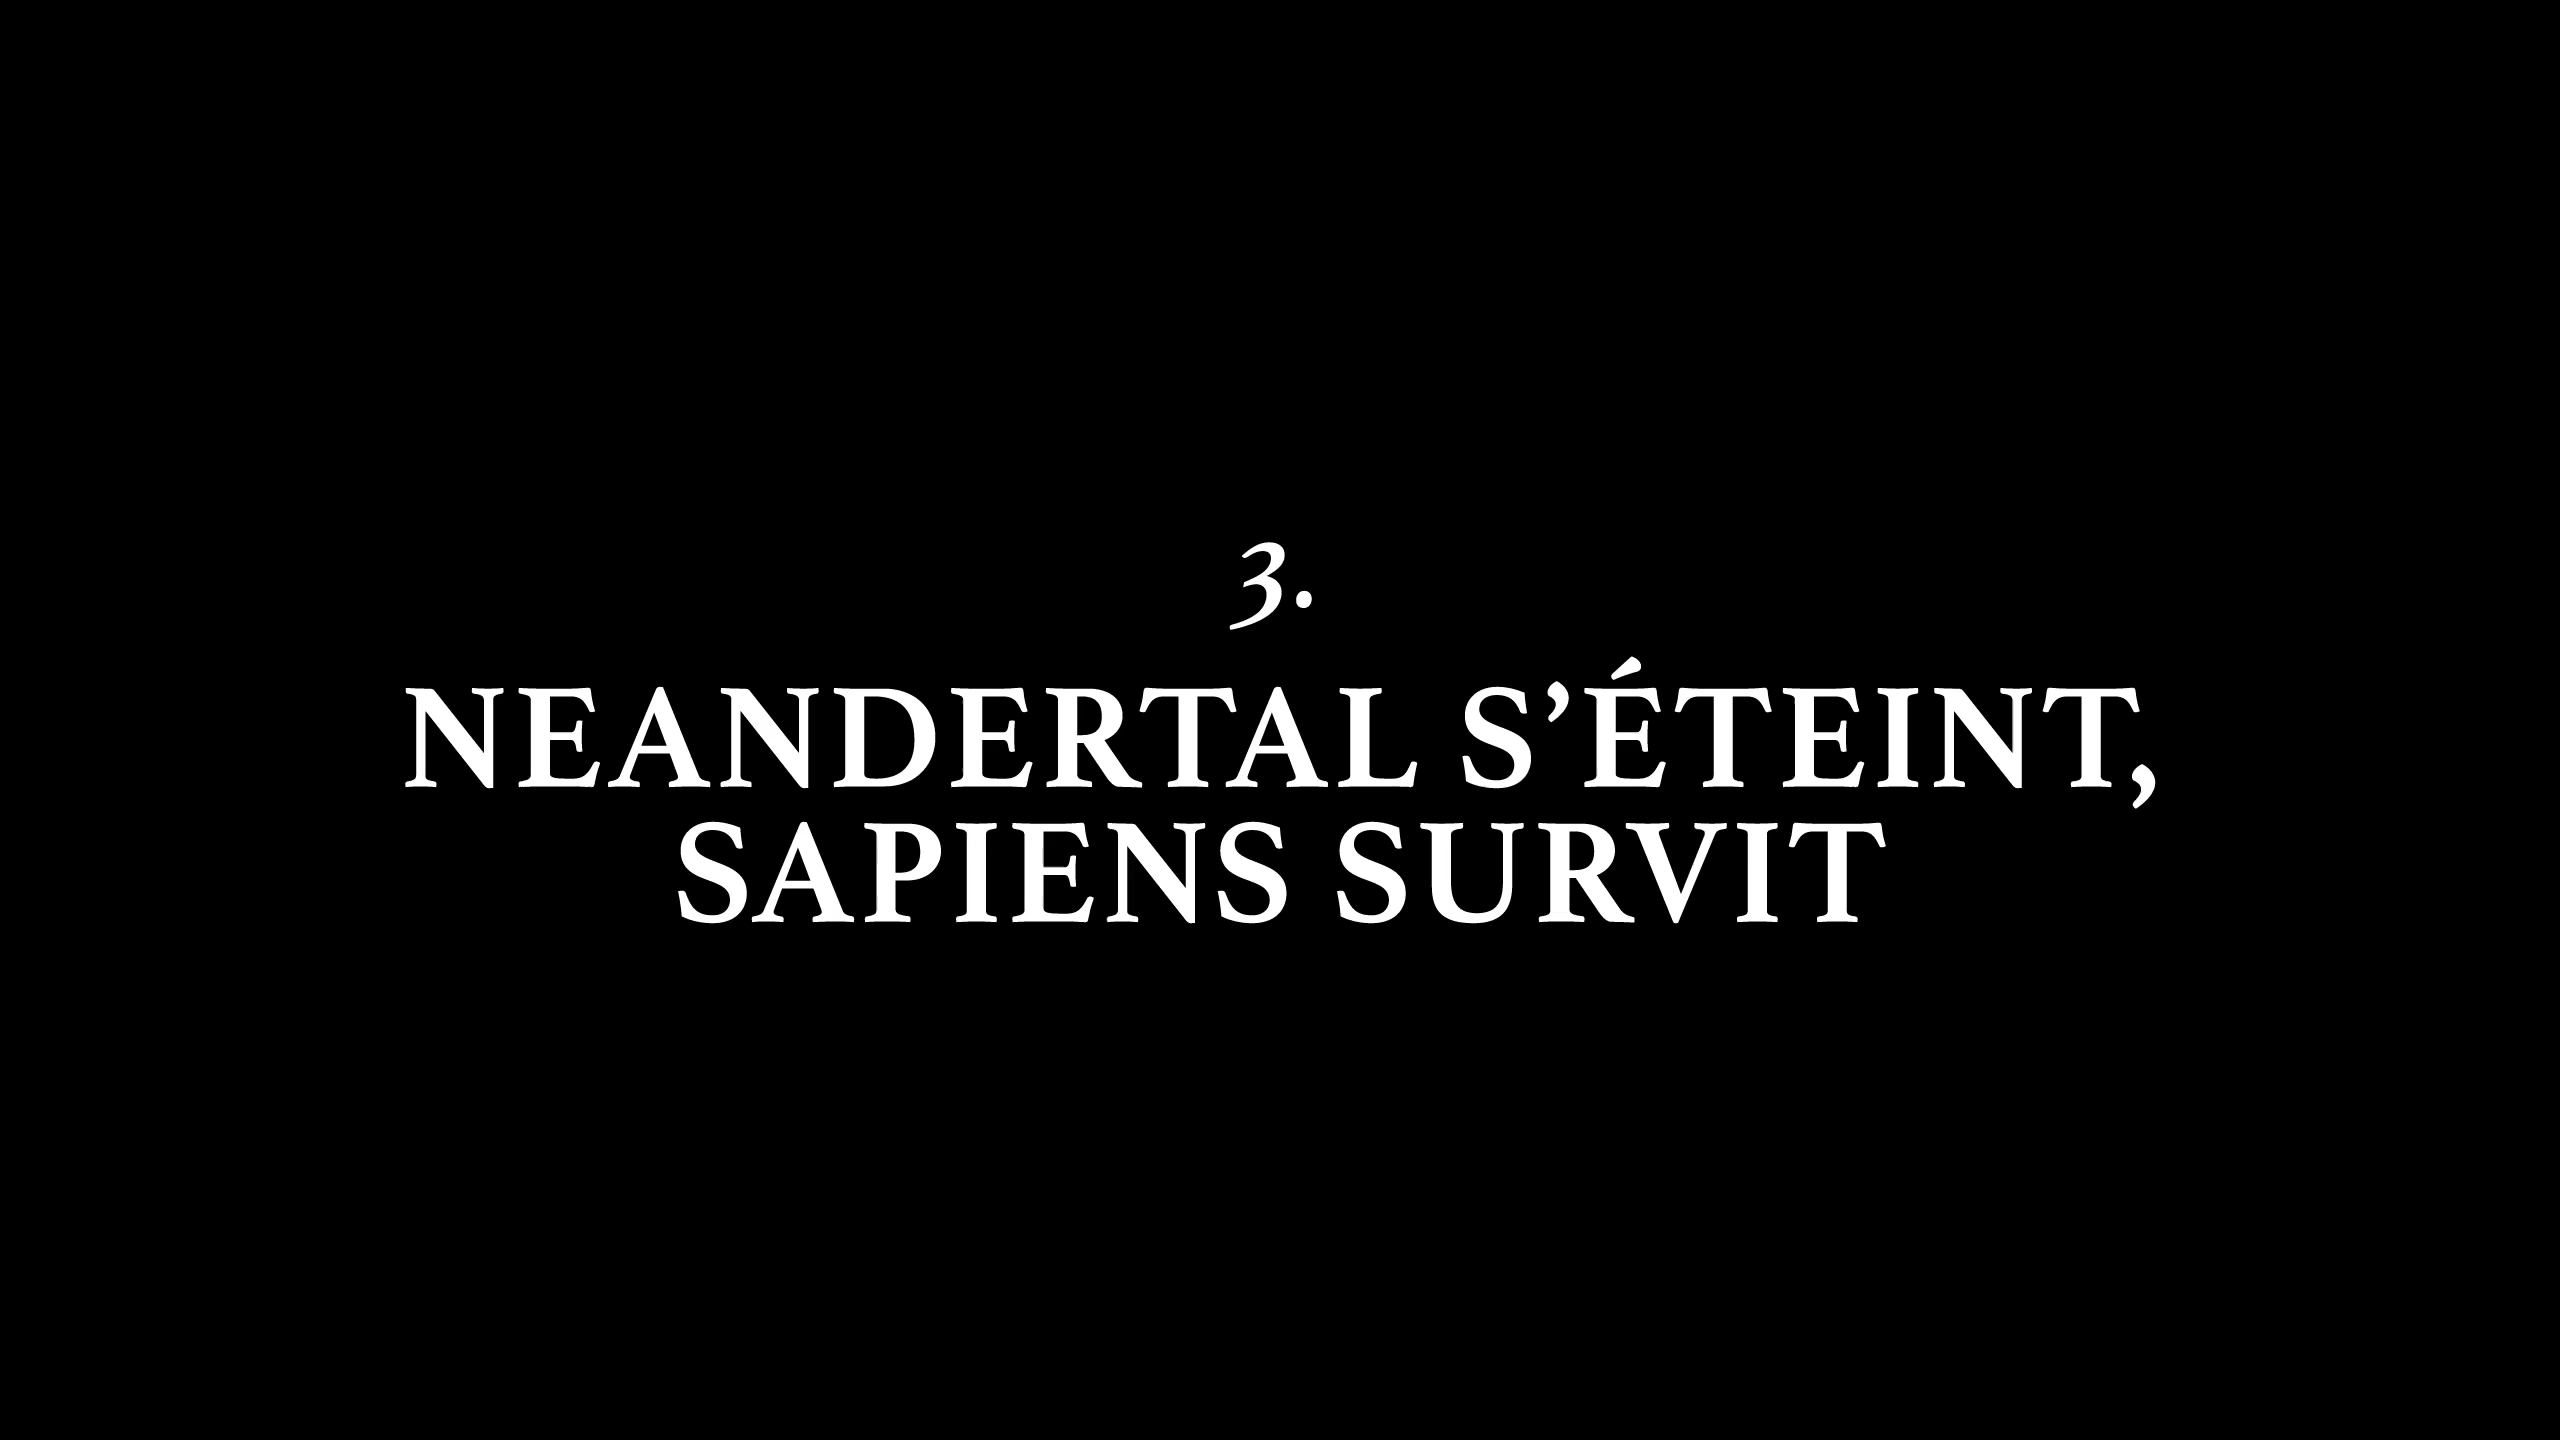 3.
NEANDERTAL S’ÉTEINT,
SAPIENS SURVIT